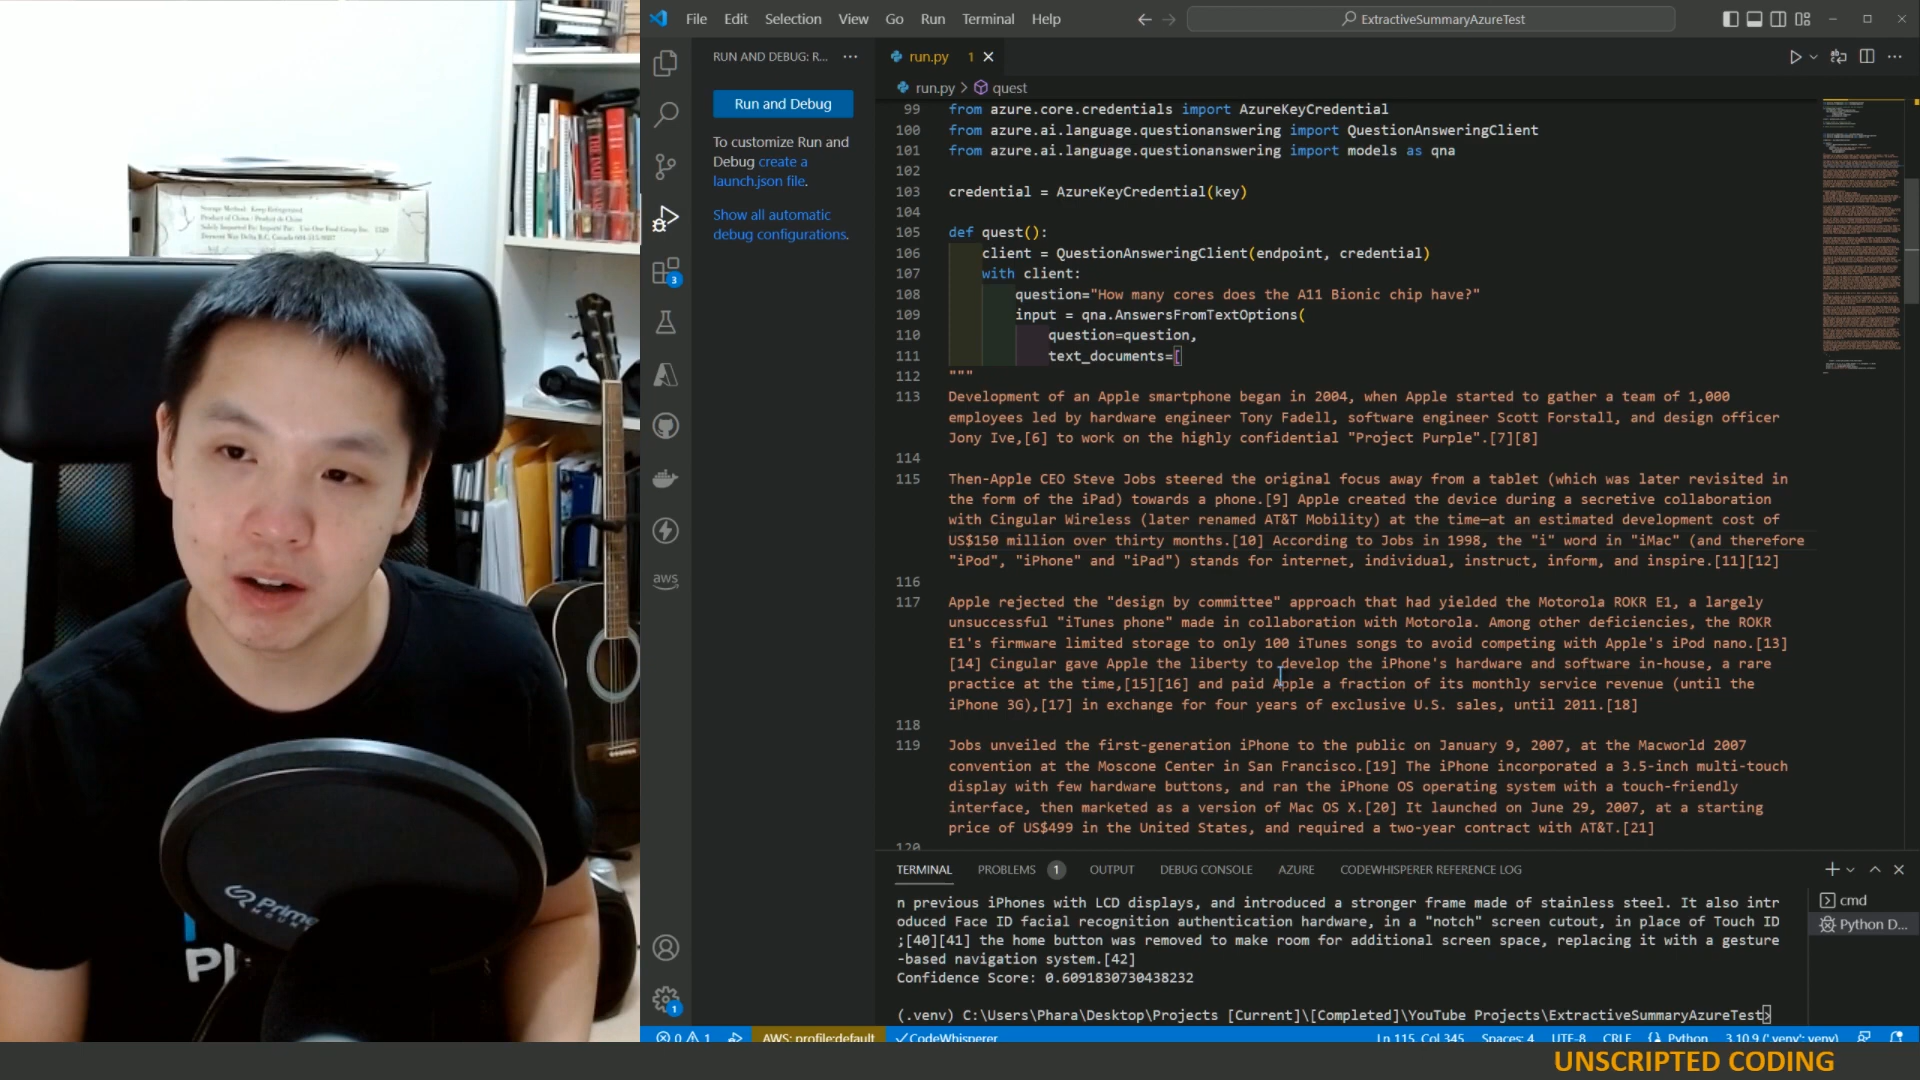 File Edit Selection View Go Run Terminal Help
ExtractiveSummaryAzureTest
RUN AND DEBUG: R...
Run and Debug
To customize Run and
Debug create a
launch.json file.
Show all automatic
debug configurations.
3
aws
1
run.py 1
run.py > quest
99 from azure.core.credentials import AzureKeyCredential
100 from azure.ai.language.questionanswering import QuestionAnsweringClient
101 from azure.ai.language.questionanswering import models as qna
102
103 credential = AzureKeyCredential(key)
104
105 def quest():
106 client = QuestionAnsweringClient(endpoint, credential)
107 with client:
108 question="How many cores does the A11 Bionic chip have?"
109 input = qna.AnswersFromTextOptions(
110 question=question,
111 text_documents=[
112 """
113 Development of an Apple smartphone began in 2004, when Apple started to gather a team of 1,000
employees led by hardware engineer Tony Fadell, software engineer Scott Forstall, and design officer
Jony Ive,[6] to work on the highly confidential "Project Purple".[7][8]
114
115 Then-Apple CEO Steve Jobs steered the original focus away from a tablet (which was later revisited in
the form of the iPad) towards a phone.[9] Apple created the device during a secretive collaboration
with Cingular Wireless (later renamed AT&T Mobility) at the time—at an estimated development cost of
US$150 million over thirty months.[10] According to Jobs in 1998, the "i" word in "iMac" (and therefore
"iPod", "iPhone" and "iPad") stands for internet, individual, instruct, inform, and inspire.[11][12]
116
117 Apple rejected the "design by committee" approach that had yielded the Motorola ROKR E1, a largely
unsuccessful "iTunes phone" made in collaboration with Motorola. Among other deficiencies, the ROKR
E1's firmware limited storage to only 100 iTunes songs to avoid competing with Apple's iPod nano.[13]
[14] Cingular gave Apple the liberty to develop the iPhone's hardware and software in-house, a rare
practice at the time,[15][16] and paid Apple a fraction of its monthly service revenue (until the
iPhone 3G),[17] in exchange for four years of exclusive U.S. sales, until 2011.[18]
118
119 Jobs unveiled the first-generation iPhone to the public on January 9, 2007, at the Macworld 2007
convention at the Moscone Center in San Francisco.[19] The iPhone incorporated a 3.5-inch multi-touch
display with few hardware buttons, and ran the iPhone OS operating system with a touch-friendly
interface, then marketed as a version of Mac OS X.[20] It launched on June 29, 2007, at a starting
price of US$499 in the United States, and required a two-year contract with AT&T.[21]
120
TERMINAL PROBLEMS 1 OUTPUT DEBUG CONSOLE AZURE CODEWHISPERER REFERENCE LOG
n previous iPhones with LCD displays, and introduced a stronger frame made of stainless steel. It also intr
oduced Face ID facial recognition authentication hardware, in a "notch" screen cutout, in place of Touch ID
;[40][41] the home button was removed to make room for additional screen space, replacing it with a gesture
-based navigation system.[42]
Confidence Score: 0.6091830730438232
(.venv) C:\Users\Phara\Desktop\Projects [Current]\[Completed]\YouTube Projects\ExtractiveSummaryAzureTest>
cmd
Python D...
0 1 AWS: profile:default CodeWhisperer Ln 115, Col 345 Spaces: 4 UTF-8 CRLF Python 3.10.9 ('.venv': venv)
UNSCRIPTED CODING
Prime